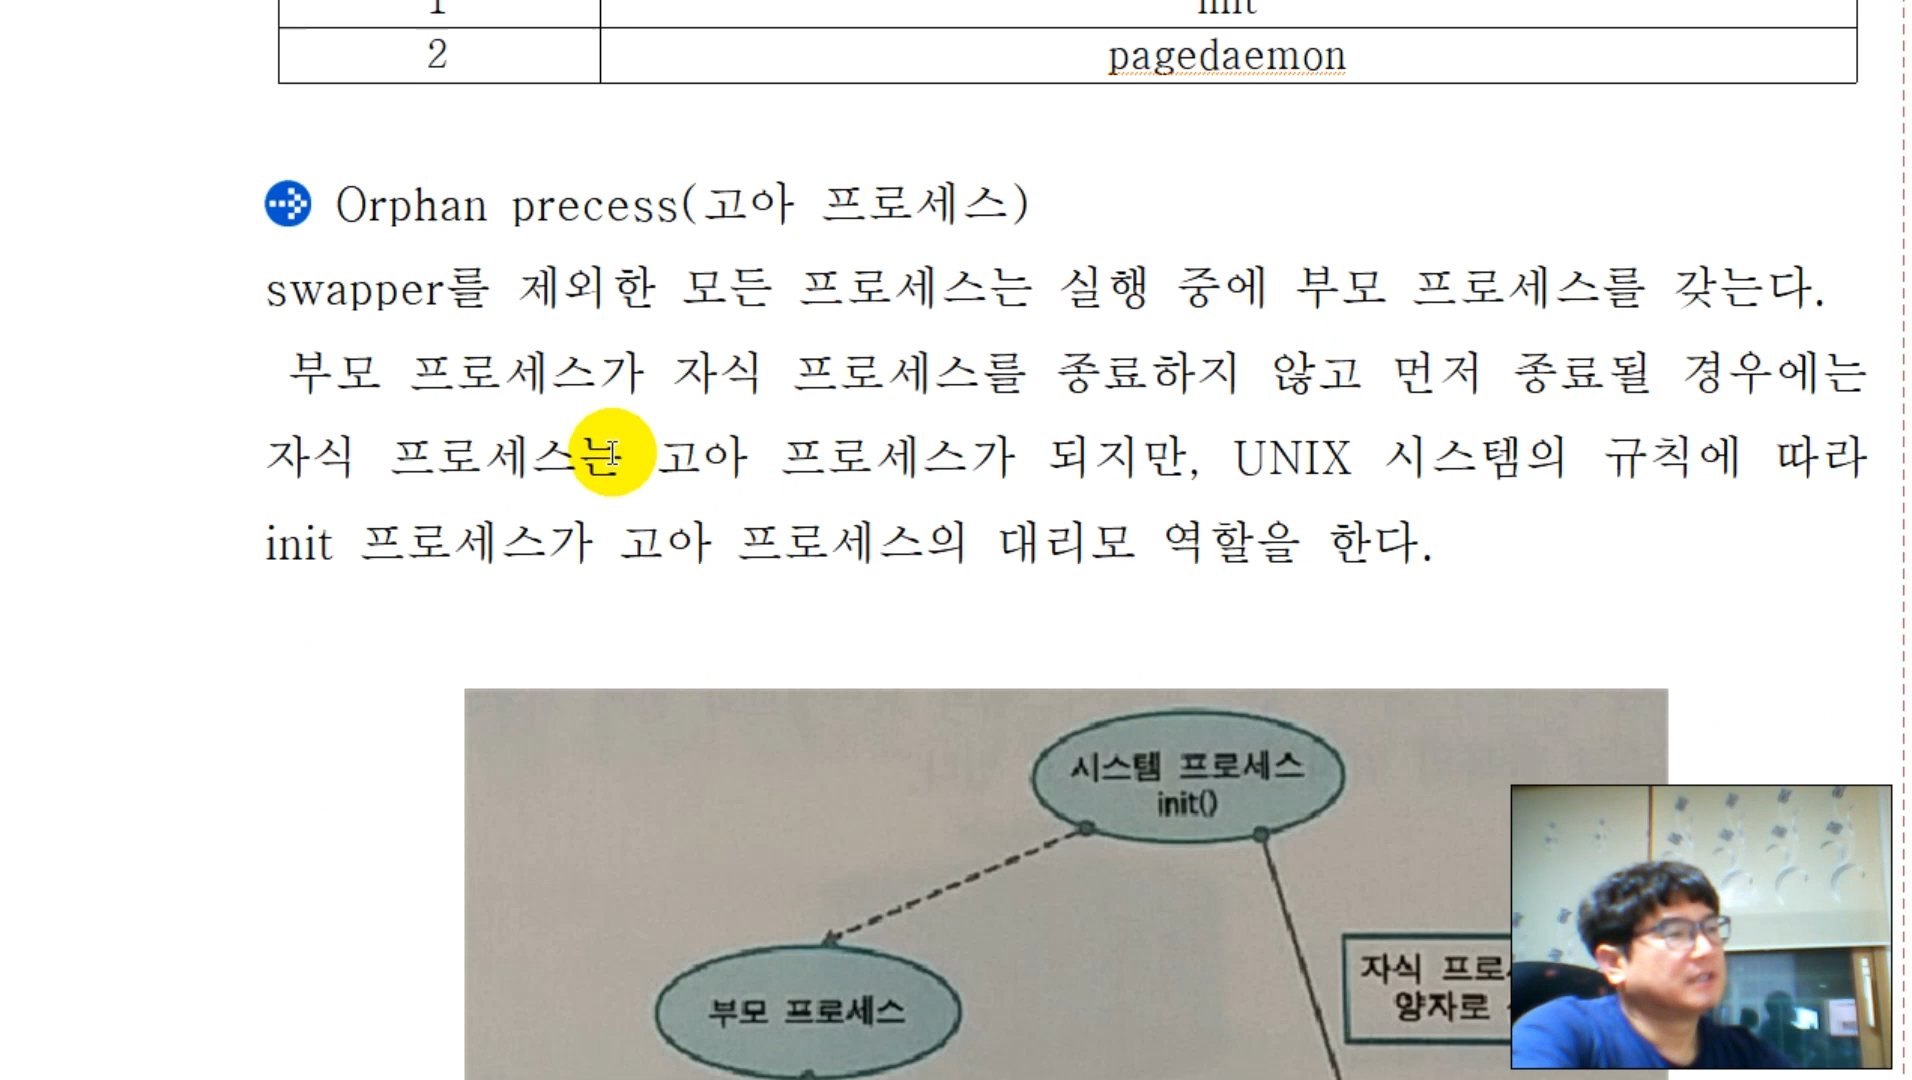 1 init
2 pagedaemon
Orphan precess(고아 프로세스)
swapper를 제외한 모든 프로세스는 실행 중에 부모 프로세스를 갖는다.
부모 프로세스가 자식 프로세스를 종료하지 않고 먼저 종료될 경우에는
자식 프로세스는 고아 프로세스가 되지만, UNIX 시스템의 규칙에 따라
init 프로세스가 고아 프로세스의 대리모 역할을 한다.
시스템 프로세스
init()
자식 프로
양자로
부모 프로세스